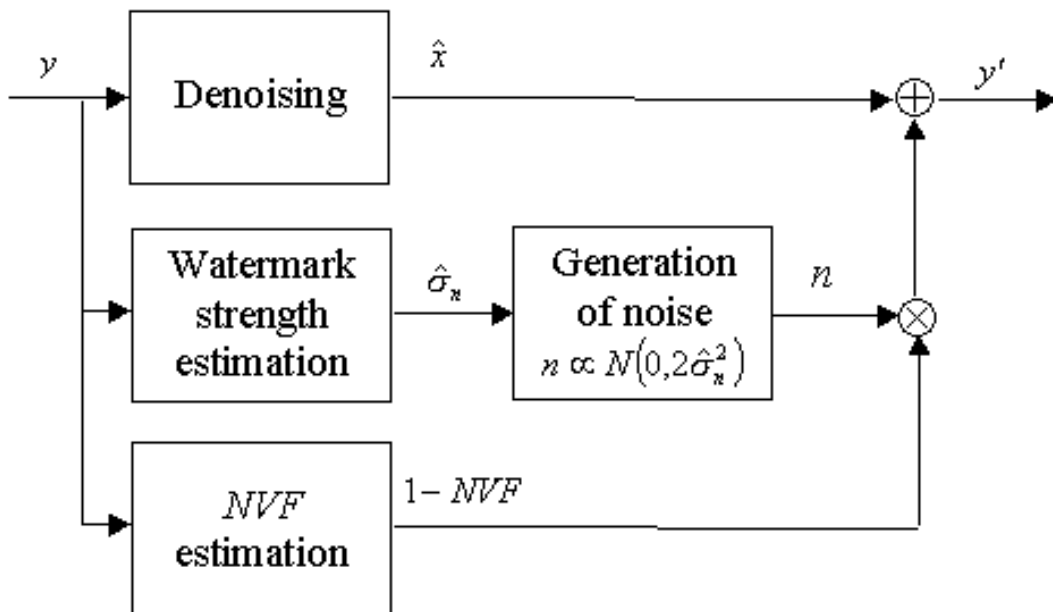 y
Denoising
x̂
⊕
y'
Watermark
strength
estimation
σ̂ₙ
Generation
of noise
n ∝ N(0,2σ̂ₙ²)
n
⊗
NVF
estimation
1 − NVF